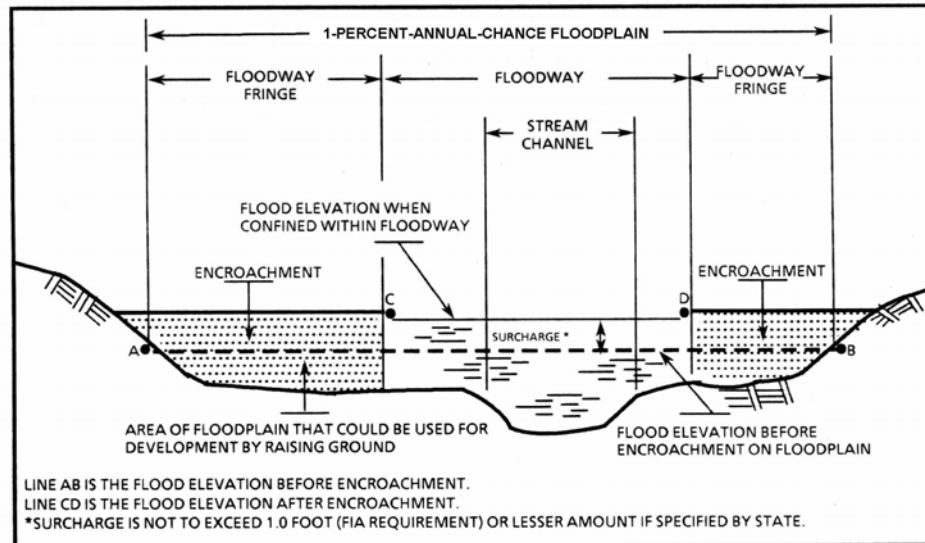 1-PERCENT-ANNUAL-CHANCE FLOODPLAIN
FLOODWAY
FRINGE
FLOODWAY
FLOODWAY
FRINGE
STREAM
CHANNEL
FLOOD ELEVATION WHEN
CONFINED WITHIN FLOODWAY
ENCROACHMENT
ENCROACHMENT
C
D
SURCHARGE *
A
B
AREA OF FLOODPLAIN THAT COULD BE USED FOR
DEVELOPMENT BY RAISING GROUND
FLOOD ELEVATION BEFORE
ENCROACHMENT ON FLOODPLAIN
LINE AB IS THE FLOOD ELEVATION BEFORE ENCROACHMENT.
LINE CD IS THE FLOOD ELEVATION AFTER ENCROACHMENT.
*SURCHARGE IS NOT TO EXCEED 1.0 FOOT (FIA REQUIREMENT) OR LESSER AMOUNT IF SPECIFIED BY STATE.